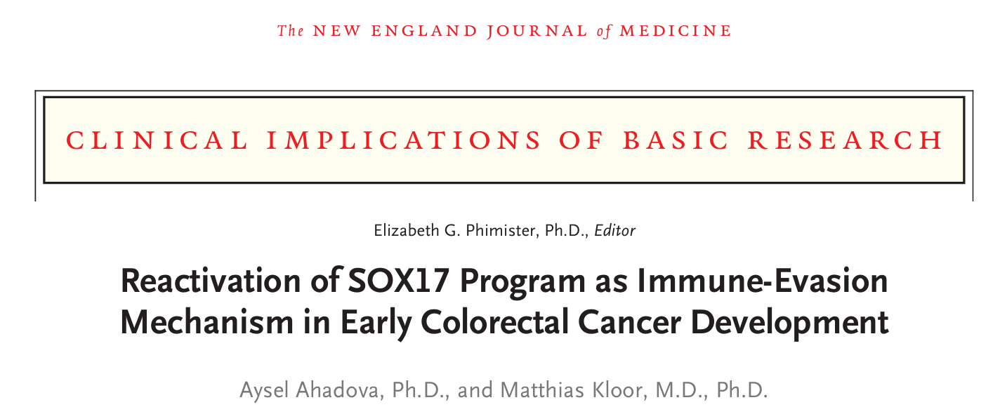 The NEW ENGLAND JOURNAL of MEDICINE
CLINICAL IMPLICATIONS OF BASIC RESEARCH
Elizabeth G. Phimister, Ph.D., Editor
Reactivation of SOX17 Program as Immune-Evasion
Mechanism in Early Colorectal Cancer Development
Aysel Ahadova, Ph.D., and Matthias Kloor, M.D., Ph.D.